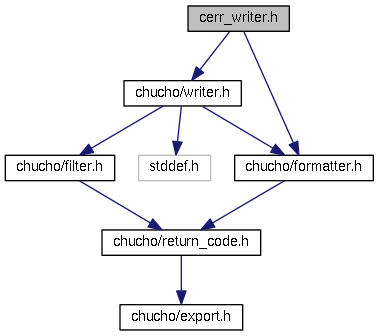 cerr_writer.h
chucho/writer.h
chucho/filter.h
stddef.h
chucho/formatter.h
chucho/return_code.h
chucho/export.h